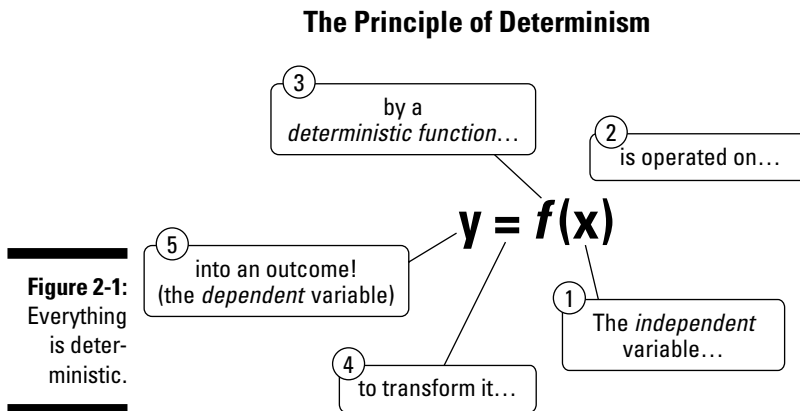 The Principle of Determinism
3
by a
deterministic function…
2
is operated on…
y = f(x)
5
into an outcome!
(the dependent variable)
1
The independent
variable…
4
to transform it…
Figure 2-1:
Everything
is deter-
ministic.